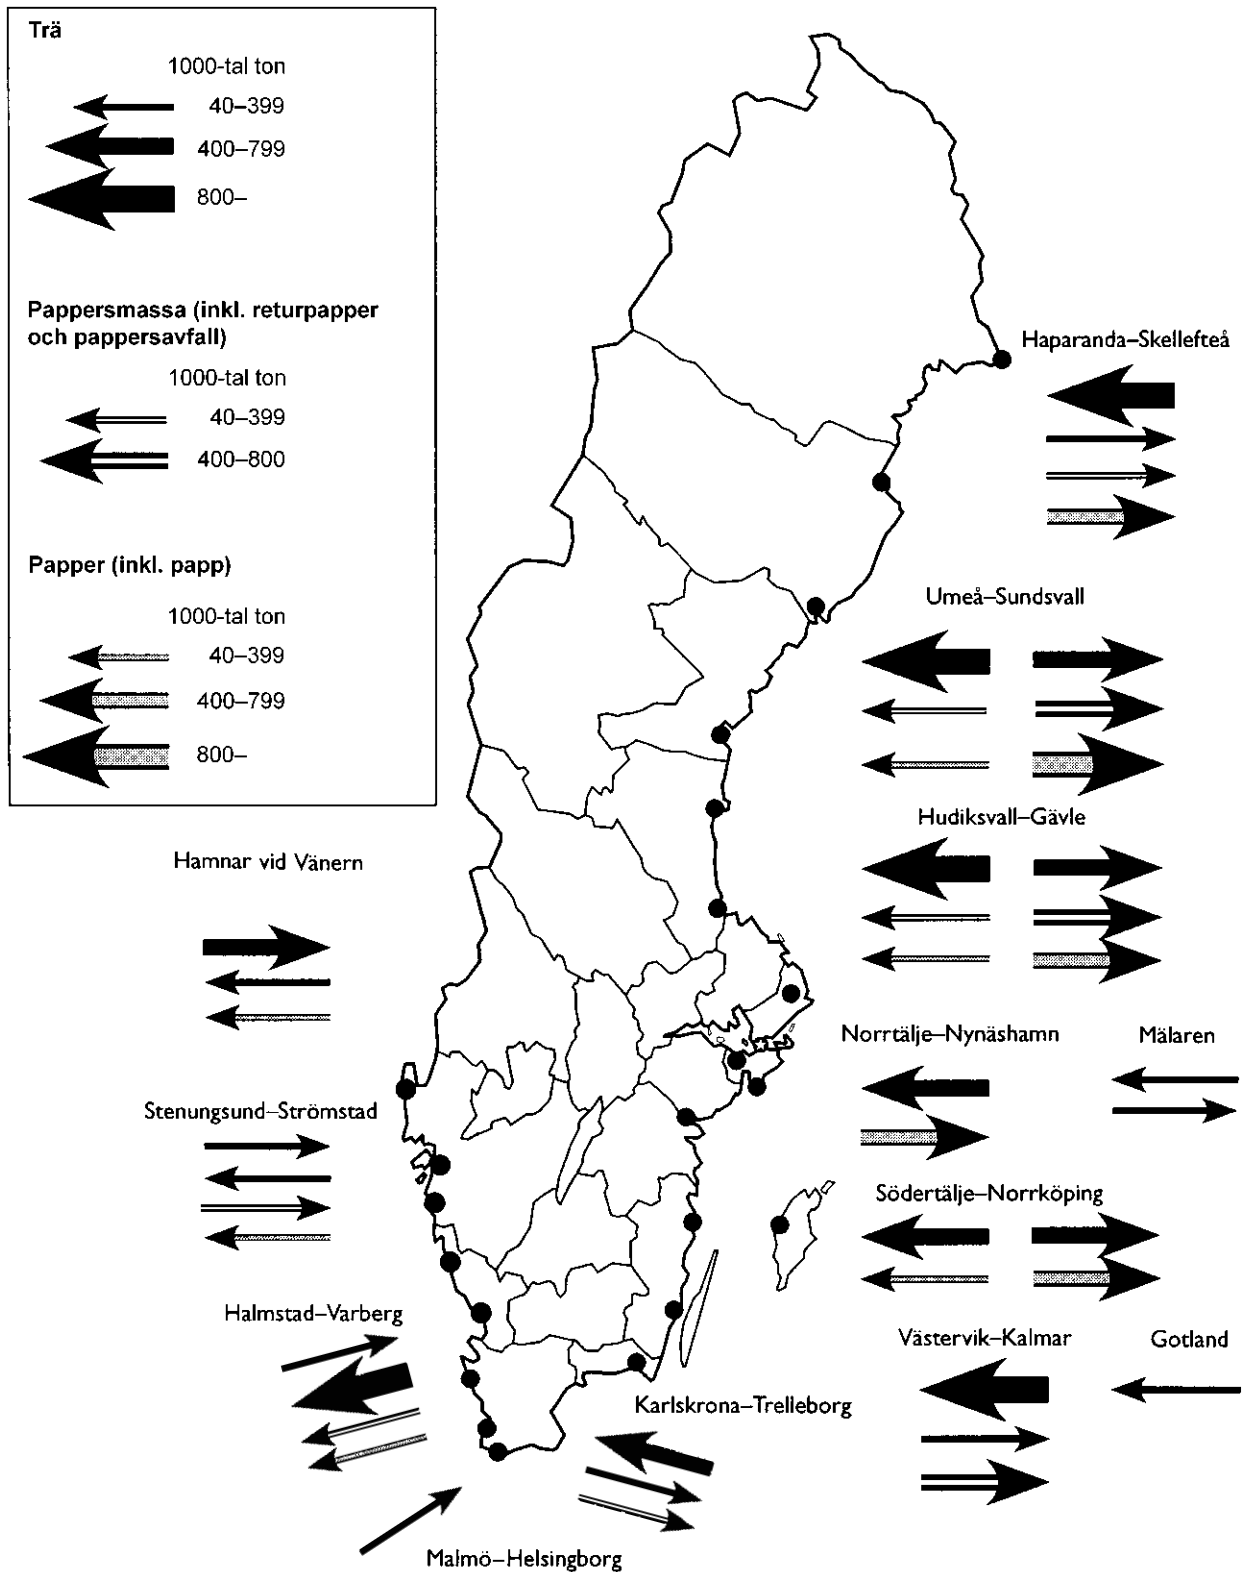 Trä
1000-tal ton
40–399
400–799
800–
Pappersmassa (inkl. returpapper
och pappersavfall)
1000-tal ton
40–399
400–800
Papper (inkl. papp)
1000-tal ton
40–399
400–799
800–
Haparanda–Skellefteå
Umeå–Sundsvall
Hudiksvall–Gävle
Hamnar vid Vänern
Norrtälje–Nynäshamn
Mälaren
Stenungsund–Strömstad
Södertälje–Norrköping
Halmstad–Varberg
Västervik–Kalmar
Gotland
Karlskrona–Trelleborg
Malmö–Helsingborg